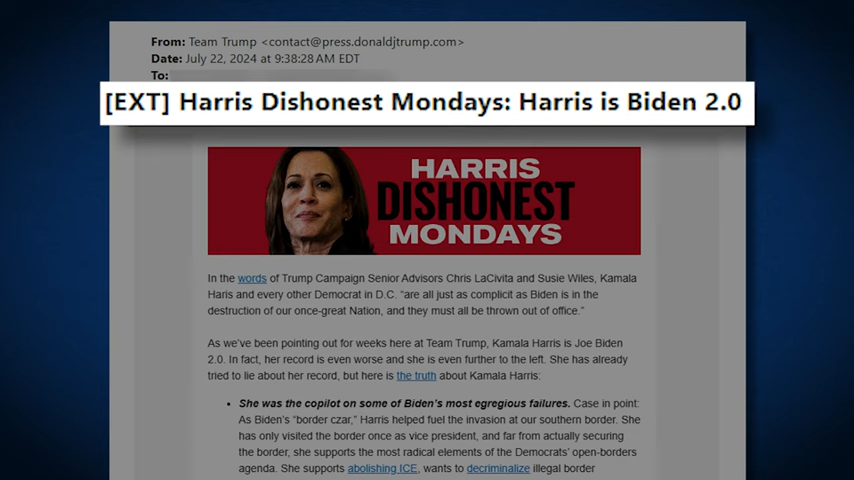 From: Team Trump <contact@press.donaldjtrump.com>
Date: July 22, 2024 at 9:38:28 AM EDT
To:
[EXT] Harris Dishonest Mondays: Harris is Biden 2.0
HARRIS
DISHONEST
MONDAYS
In the words of Trump Campaign Senior Advisors Chris LaCivita and Susie Wiles, Kamala
Haris and every other Democrat in D.C. “are all just as complicit as Biden is in the
destruction of our once-great Nation, and they must all be thrown out of office.”
As we’ve been pointing out for weeks here at Team Trump, Kamala Harris is Joe Biden
2.0. In fact, her record is even worse and she is even further to the left. She has already
tried to lie about her record, but here is the truth about Kamala Harris:
• She was the copilot on some of Biden’s most egregious failures. Case in point:
As Biden’s “border czar,” Harris helped fuel the invasion at our southern border. She
has only visited the border once as vice president, and far from actually securing
the border, she supports the most radical elements of the Democrats’ open-borders
agenda. She supports abolishing ICE, wants to decriminalize illegal border